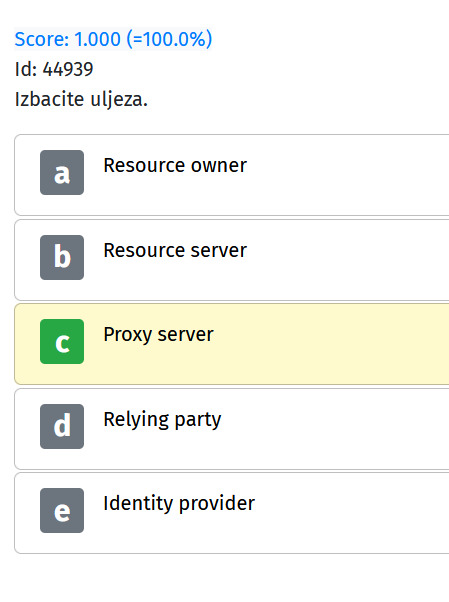 Score: 1.000 (=100.0%)
Id: 44939
Izbacite uljeza.
a Resource owner
b Resource server
c Proxy server
d Relying party
e Identity provider